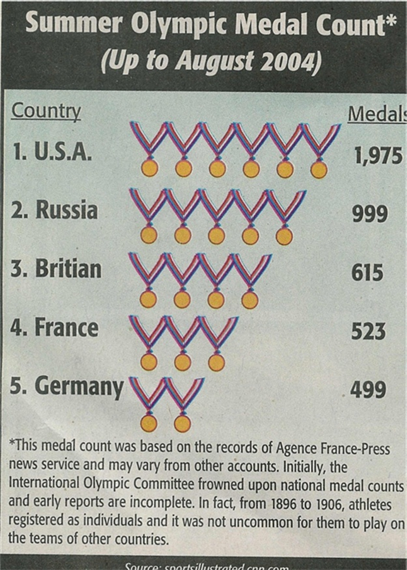 Summer Olympic Medal Count*
(Up to August 2004)
Country Medals
1. U.S.A. 1,975
2. Russia 999
3. Britian 615
4. France 523
5. Germany 499
*This medal count was based on the records of Agence France-Press
news service and may vary from other accounts. Initially, the
International Olympic Committee frowned upon national medal counts
and early reports are incomplete. In fact, from 1896 to 1906, athletes
registered as individuals and it was not uncommon for them to play on
the teams of other countries.
Source: sportsillustrated.cnn.com